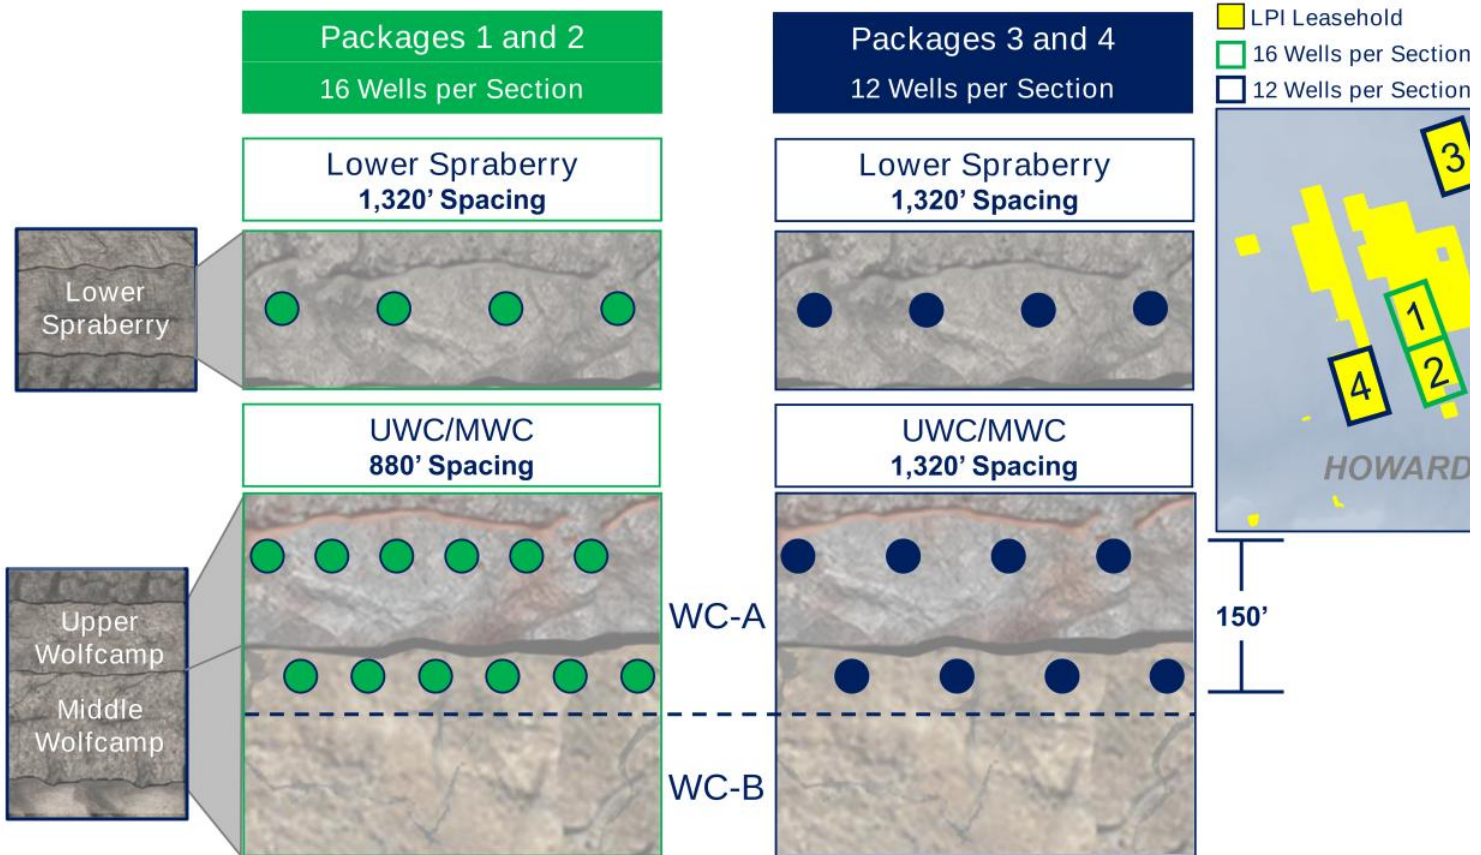 Packages 1 and 2
16 Wells per Section
Packages 3 and 4
12 Wells per Section
LPI Leasehold
16 Wells per Section
12 Wells per Section
Lower Spraberry
1,320’ Spacing
Lower Spraberry
1,320’ Spacing
3
Lower
Spraberry
1
2
4
HOWARD
UWC/MWC
880’ Spacing
UWC/MWC
1,320’ Spacing
Upper
Wolfcamp
Middle
Wolfcamp
WC-A
WC-B
150’